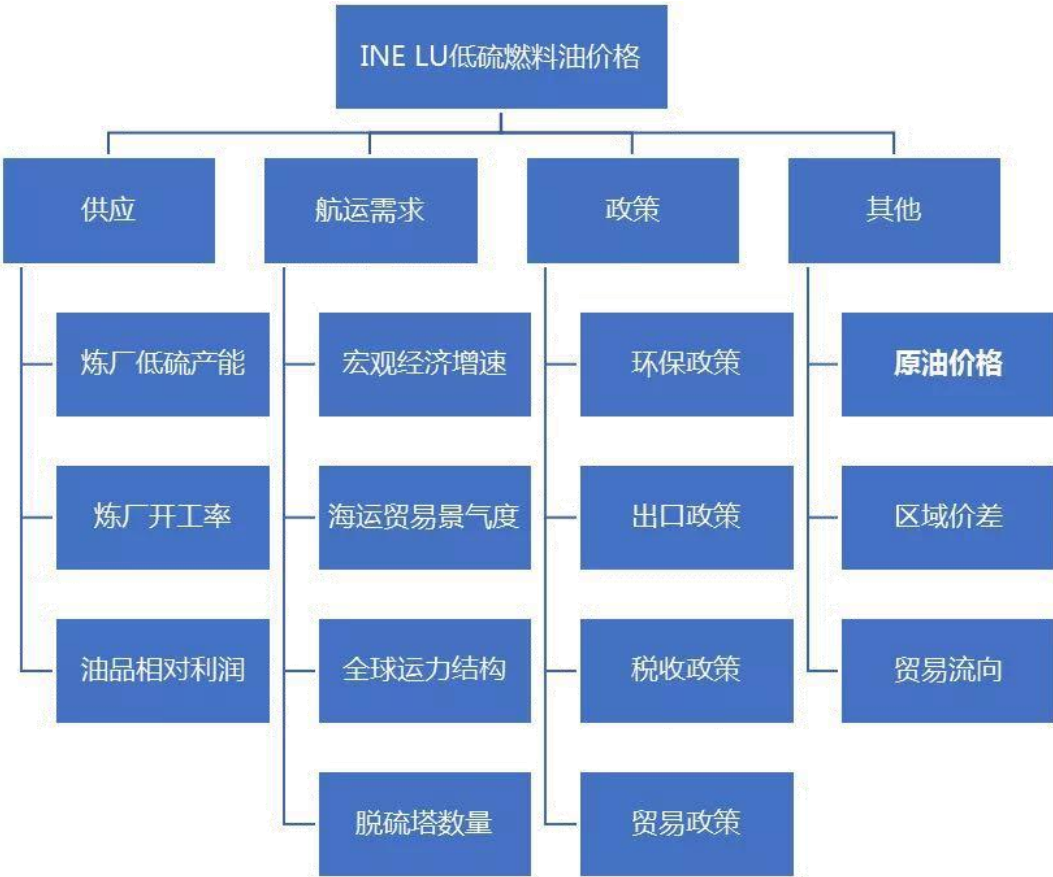 INE LU低硫燃料油价格
供应
航运需求
政策
其他
炼厂低硫产能
宏观经济增速
环保政策
原油价格
炼厂开工率
海运贸易景气度
出口政策
区域价差
油品相对利润
全球运力结构
税收政策
贸易流向
脱硫塔数量
贸易政策